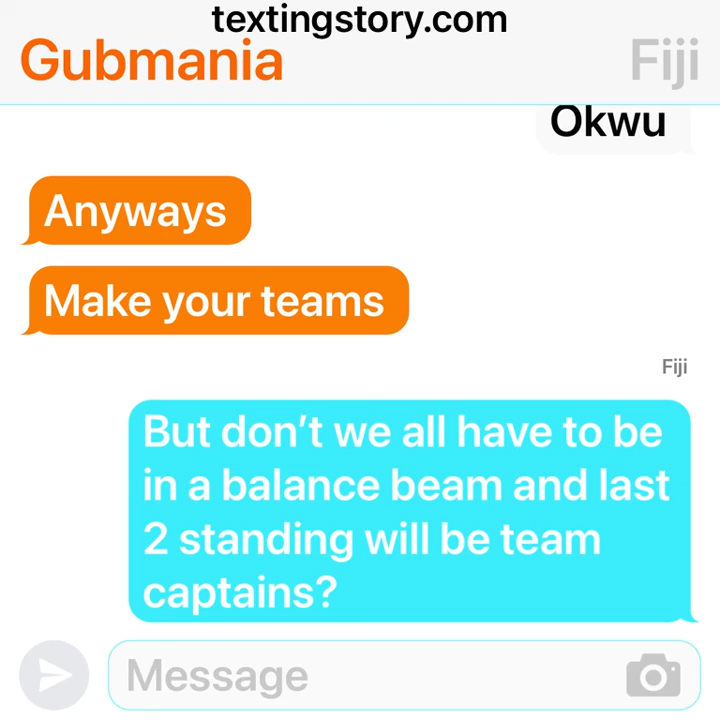 textingstory.com
Gubmania
Fiji
Okwu
Anyways
Make your teams
Fiji
But don’t we all have to be
in a balance beam and last
2 standing will be team
captains?
Message